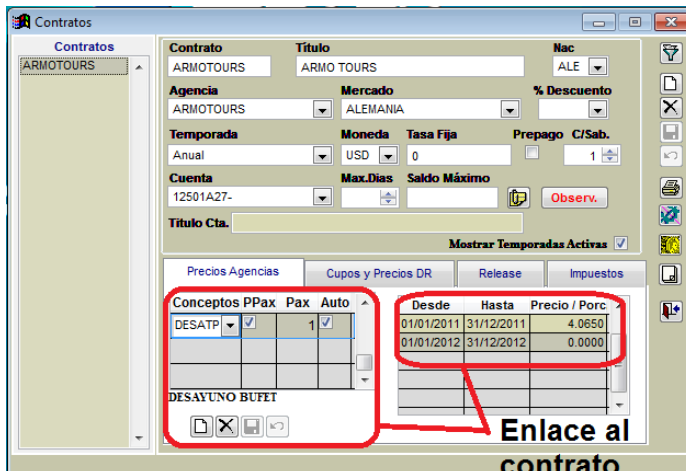 Contratos
Contratos
ARMOTOURS
Contrato Título Nac
ARMOTOURS ARMO TOURS ALE
Agencia Mercado % Descuento
ARMOTOURS ALEMANIA
Temporada Moneda Tasa Fija Prepago C/Sab.
Anual USD 0 1
Cuenta Max.Dias Saldo Máximo
12501A27- Observ.
Titulo Cta.
Mostrar Temporadas Activas
Precios Agencias Cupos y Precios DR Release Impuestos
Conceptos PPax Pax Auto
DESATP 1
DESAYUNO BUFET
Desde Hasta Precio / Porc.
01/01/2011 31/12/2011 4.0650
01/01/2012 31/12/2012 0.0000
Enlace al
contrato